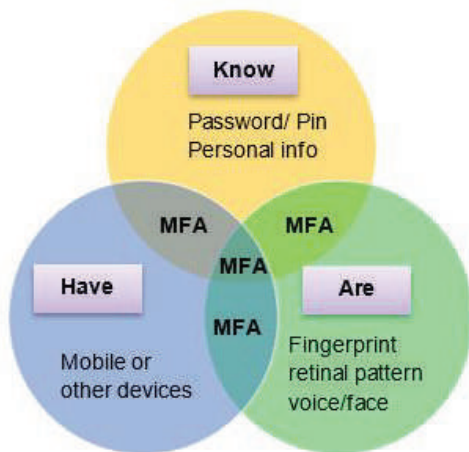 Know
Password/ Pin
Personal info
MFA
MFA
MFA
Have
Are
MFA
Mobile or
other devices
Fingerprint
retinal pattern
voice/face